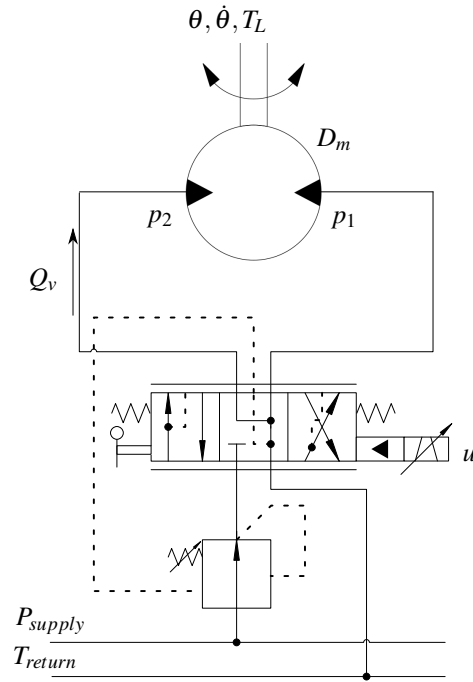 θ, θ̇, T_L
D_m
p_2
p_1
Q_v
u
P_supply
T_return